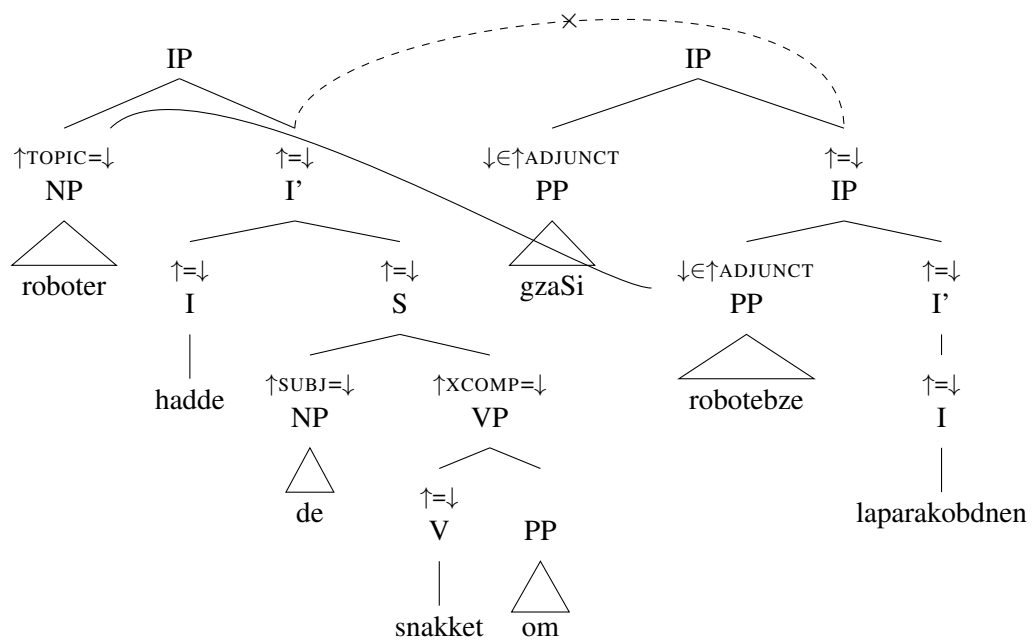 IP IP
↑TOPIC=↓ ↑=↓ ↓∈↑ADJUNCT ↑=↓
NP I' PP IP
roboter ↑=↓ ↑=↓ gzaSi ↓∈↑ADJUNCT ↑=↓
I S PP I'
hadde ↑SUBJ=↓ ↑XCOMP=↓ robotebze ↑=↓
NP VP I
de ↑=↓ laparakobdnen
V PP
snakket om